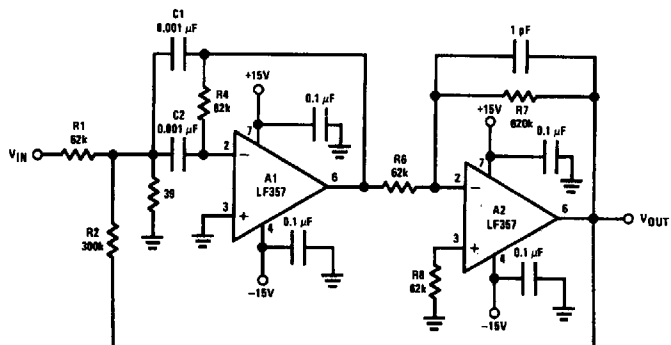 C1
0.001 µF
1 pF
+15V
0.1 µF
R4
62k
C2
0.001 µF
R7
620k
+15V
0.1 µF
R1
62k
VIN
2
7
−
A1
LF357
6
R6
62k
2
7
−
A2
LF357
6
VOUT
39
3
+
4
0.1 µF
R2
300k
3
+
4
0.1 µF
R8
62k
−15V
−15V